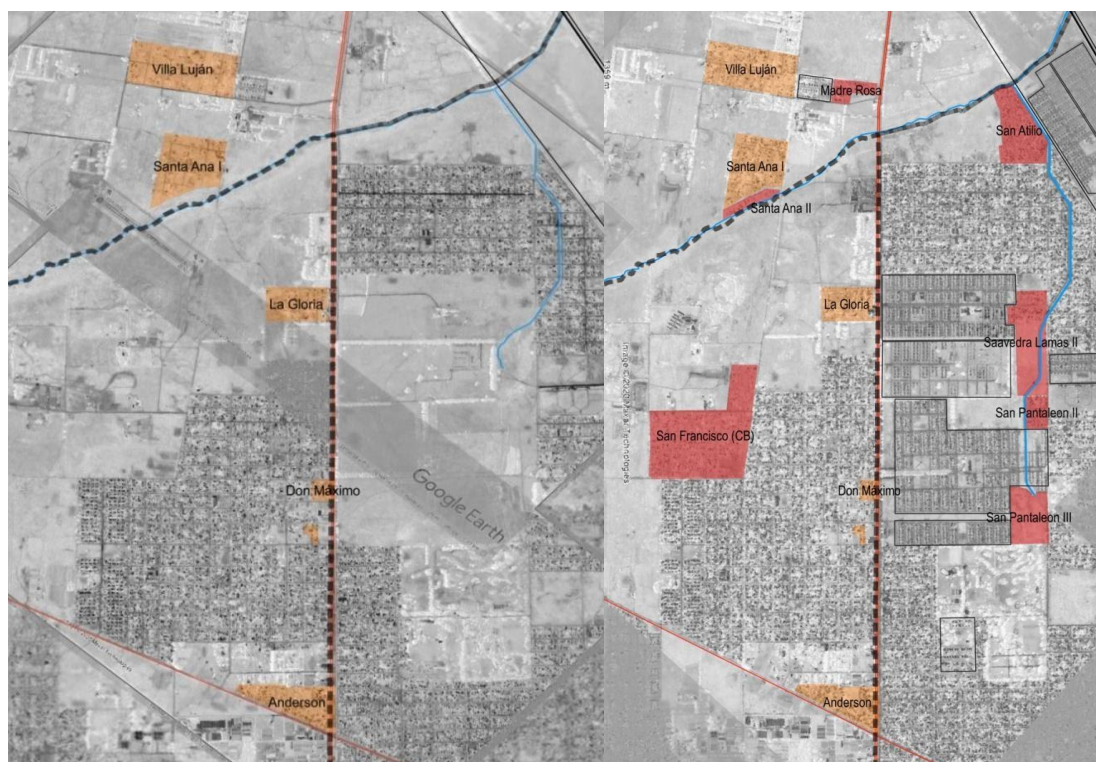 Villa Luján
Santa Ana I
La Gloria
Don Máximo
Google Earth
Anderson
Villa Luján
Madre Rosa
San Atilio
Santa Ana I
Santa Ana II
La Gloria
Saavedra Lamas II
San Pantaleon II
San Francisco (CB)
Don Máximo
San Pantaleon III
Anderson